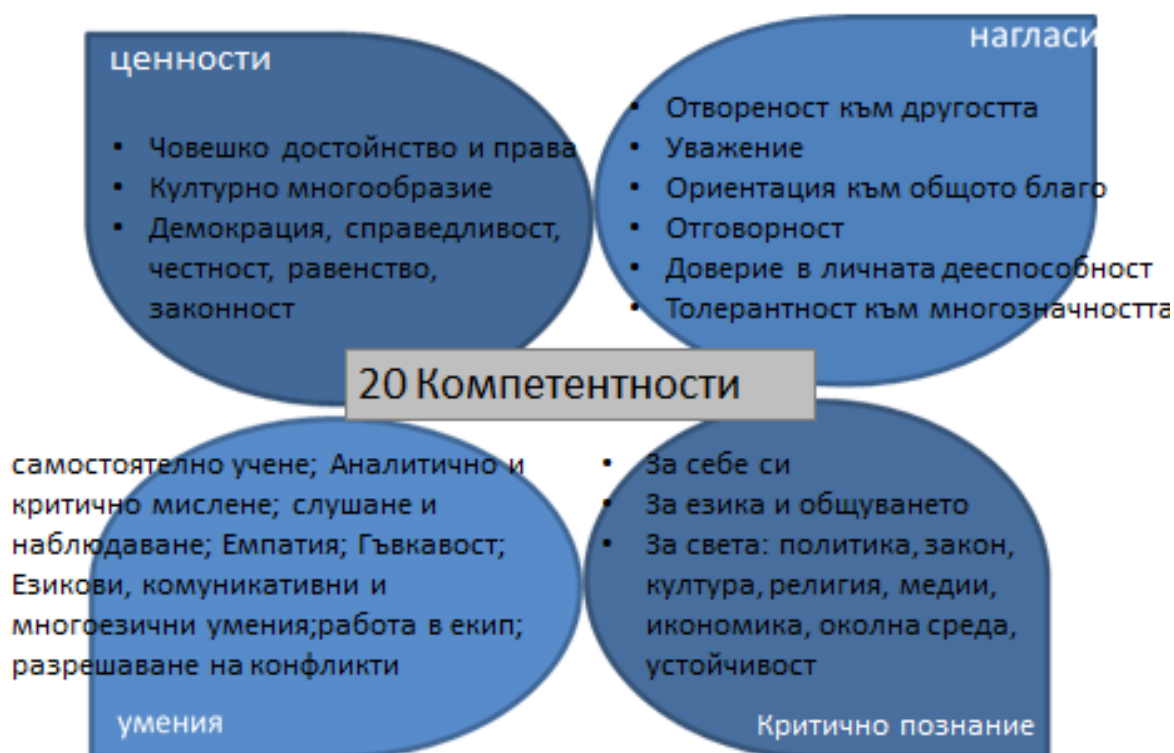 ценности
• Човешко достойнство и права
• Културно многообразие
• Демокрация, справедливост,
честност, равенство,
законност
нагласи
• Отвореност към другостта
• Уважение
• Ориентация към общото благо
• Отговорност
• Доверие в личната дееспособност
• Толерантност към многозначността
20 Компетентности
самостоятелно учене; Аналитично и
критично мислене; слушане и
наблюдаване; Емпатия; Гъвкавост;
Езикови, комуникативни и
многоезични умения;работа в екип;
разрешаване на конфликти
умения
• За себе си
• За езика и общуването
• За света: политика, закон,
култура, религия, медии,
икономика, околна среда,
устойчивост
Критично познание